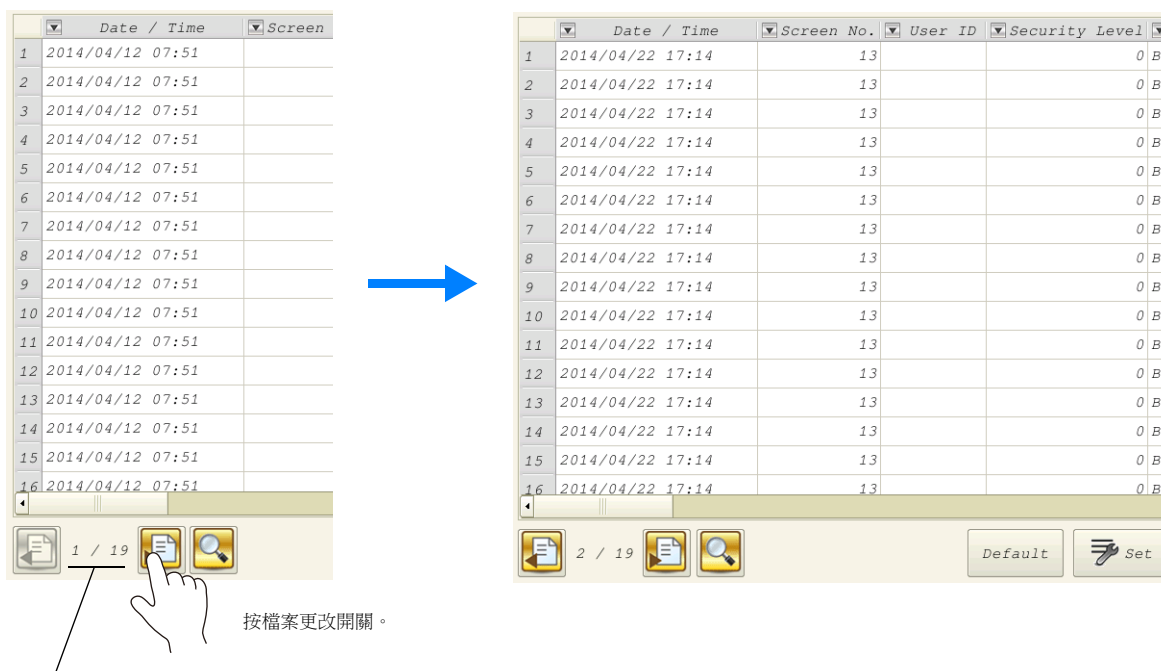 Date / Time Screen
1 2014/04/12 07:51
2 2014/04/12 07:51
3 2014/04/12 07:51
4 2014/04/12 07:51
5 2014/04/12 07:51
6 2014/04/12 07:51
7 2014/04/12 07:51
8 2014/04/12 07:51
9 2014/04/12 07:51
10 2014/04/12 07:51
11 2014/04/12 07:51
12 2014/04/12 07:51
13 2014/04/12 07:51
14 2014/04/12 07:51
15 2014/04/12 07:51
16 2014/04/12 07:51
1 / 19
按檔案更改開關。
Date / Time Screen No. User ID Security Level
1 2014/04/22 17:14 13 0 B
2 2014/04/22 17:14 13 0 B
3 2014/04/22 17:14 13 0 B
4 2014/04/22 17:14 13 0 B
5 2014/04/22 17:14 13 0 B
6 2014/04/22 17:14 13 0 B
7 2014/04/22 17:14 13 0 B
8 2014/04/22 17:14 13 0 B
9 2014/04/22 17:14 13 0 B
10 2014/04/22 17:14 13 0 B
11 2014/04/22 17:14 13 0 B
12 2014/04/22 17:14 13 0 B
13 2014/04/22 17:14 13 0 B
14 2014/04/22 17:14 13 0 B
15 2014/04/22 17:14 13 0 B
16 2014/04/22 17:14 13 0 B
2 / 19 Default Set